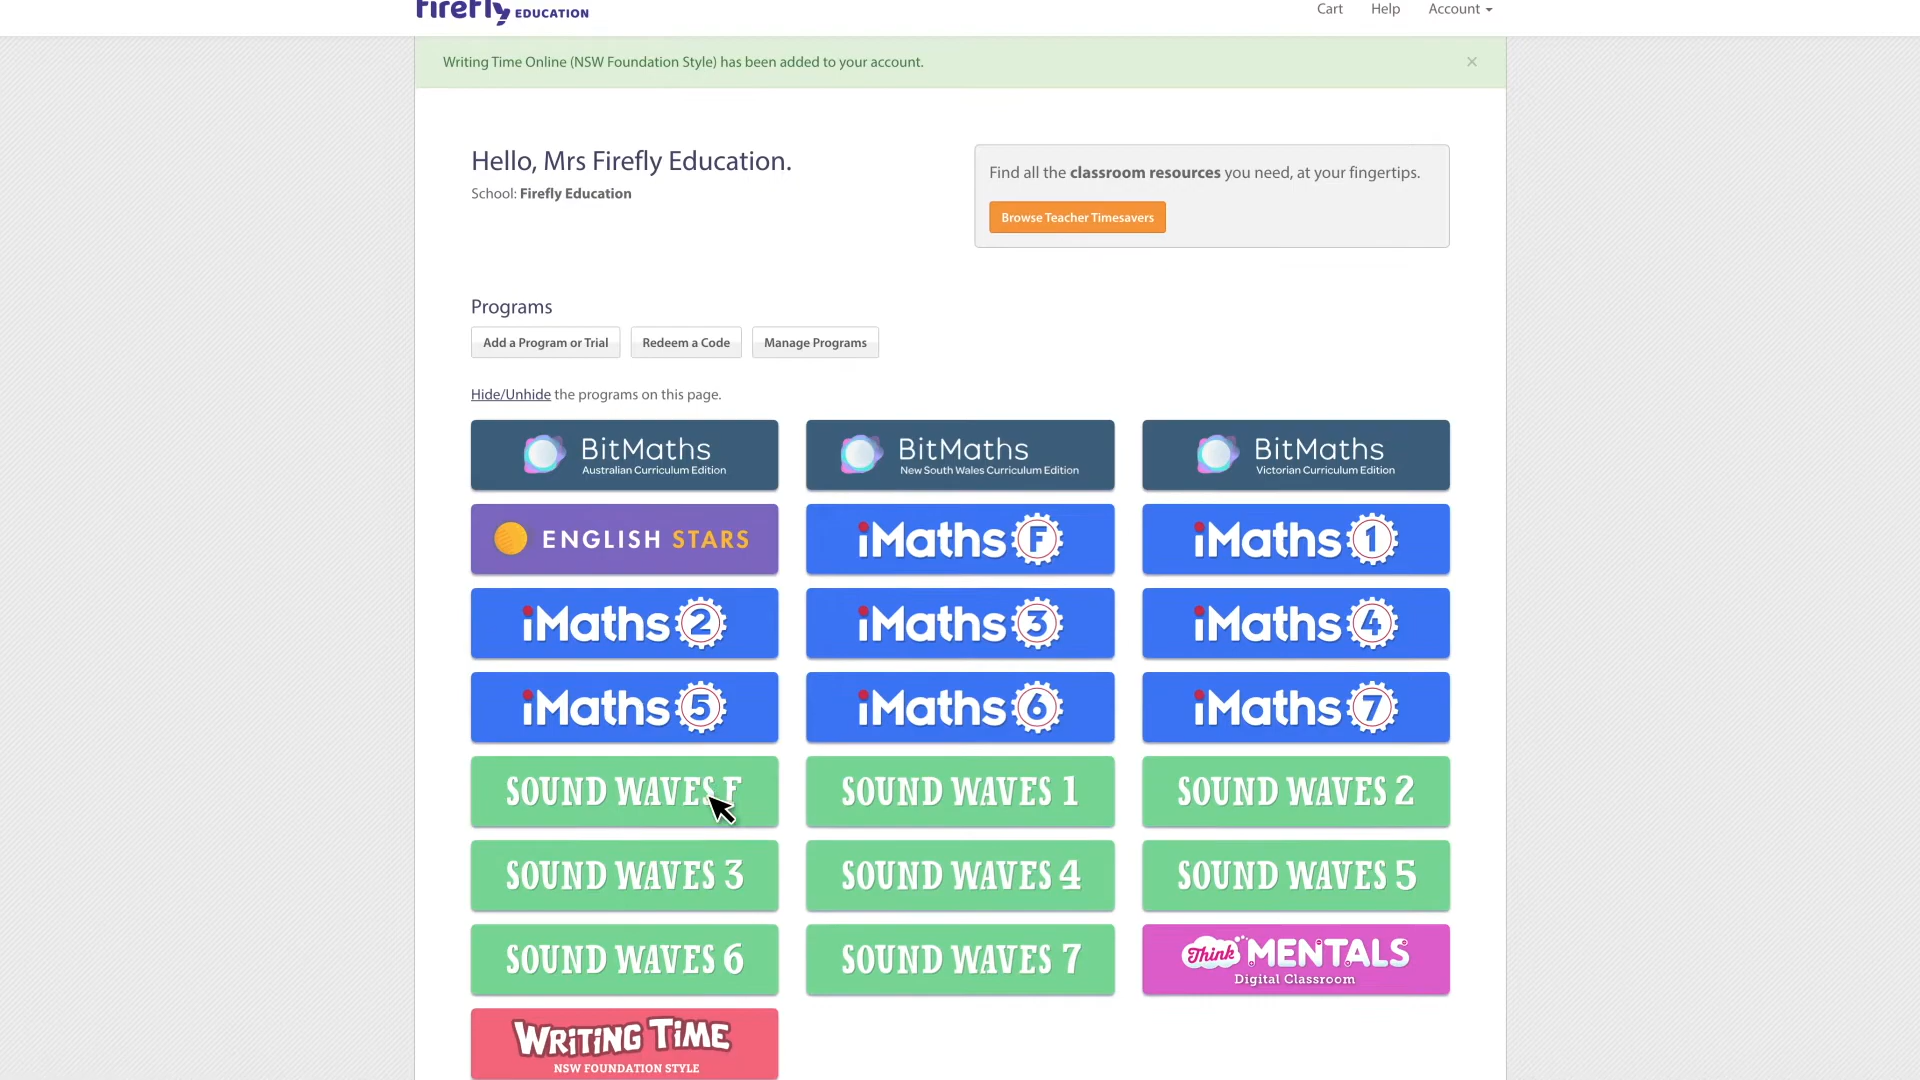 Firefly EDUCATION
Cart Help Account
Writing Time Online (NSW Foundation Style) has been added to your account.
×
Hello, Mrs Firefly Education.
School: Firefly Education
Find all the classroom resources you need, at your fingertips.
Browse Teacher Timesavers
Programs
Add a Program or Trial Redeem a Code Manage Programs
Hide/Unhide the programs on this page.
BitMaths
Australian Curriculum Edition
BitMaths
New South Wales Curriculum Edition
BitMaths
Victorian Curriculum Edition
ENGLISH STARS
iMaths F
iMaths 1
iMaths 2
iMaths 3
iMaths 4
iMaths 5
iMaths 6
iMaths 7
SOUND WAVES F
SOUND WAVES 1
SOUND WAVES 2
SOUND WAVES 3
SOUND WAVES 4
SOUND WAVES 5
SOUND WAVES 6
SOUND WAVES 7
Think MENTALS
Digital Classroom
WRITING TIME
NSW FOUNDATION STYLE